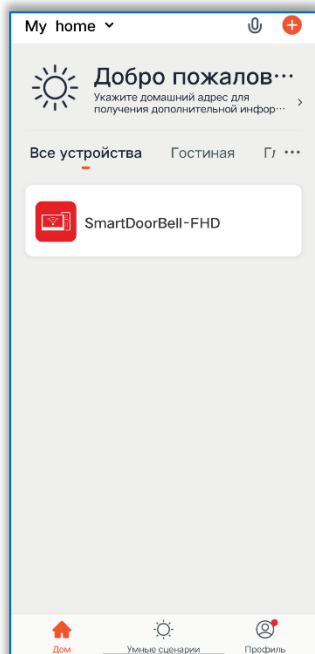 My home
Добро пожалов···
Укажите домашний адрес для
получения дополнительной инфор···
Все устройства Гостиная Гл ···
SmartDoorBell-FHD
Дом Умные сценарии Профиль